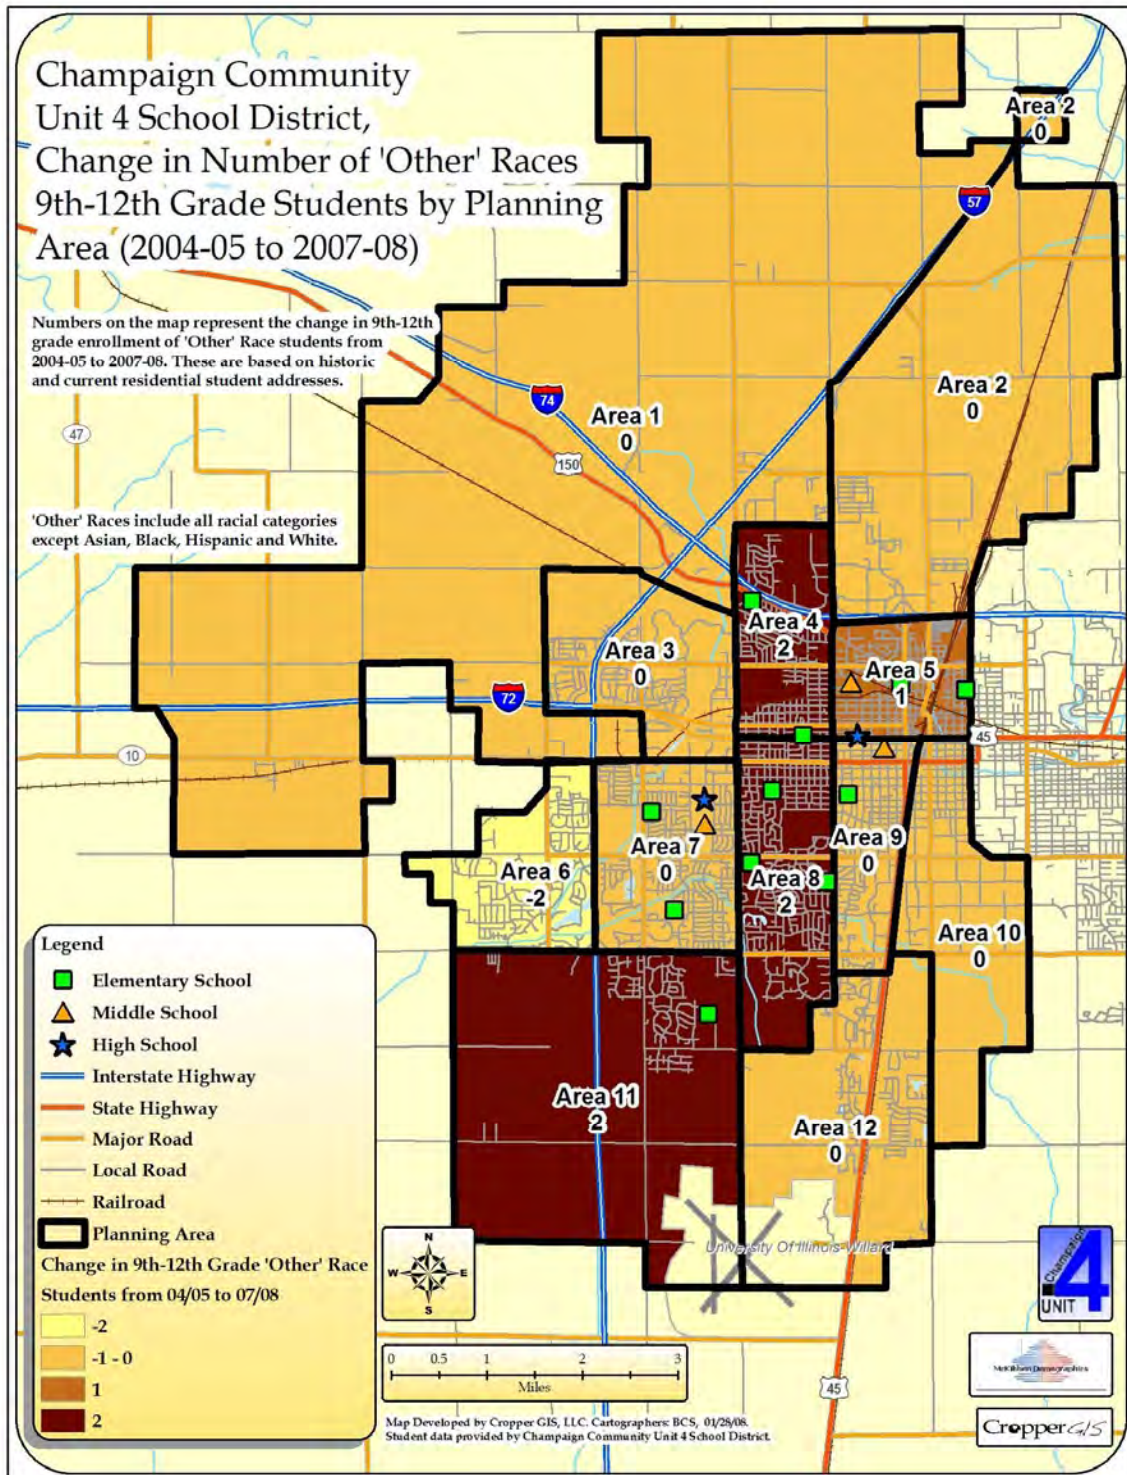 Champaign Community
Unit 4 School District,
Change in Number of 'Other' Races
9th-12th Grade Students by Planning
Area (2004-05 to 2007-08)
Numbers on the map represent the change in 9th-12th
grade enrollment of 'Other' Race students from
2004-05 to 2007-08. These are based on historic
and current residential student addresses.
'Other' Races include all racial categories
except Asian, Black, Hispanic and White.
Area 2
0
57
Area 2
0
74
Area 1
0
47
150
Area 4
2
Area 3
0
Area 5
1
72
45
10
Area 9
0
Area 7
0
Area 6
-2
Area 8
2
Area 10
0
Area 11
2
Area 12
0
University Of Illinois-Willard
45
Legend
Elementary School
Middle School
High School
Interstate Highway
State Highway
Major Road
Local Road
Railroad
Planning Area
Change in 9th-12th Grade 'Other' Race
Students from 04/05 to 07/08
-2
-1 - 0
1
2
N
W E
S
0 0.5 1 2 3
Miles
Map Developed by Cropper GIS, LLC. Cartographers: BCS, 01/28/08.
Student data provided by Champaign Community Unit 4 School District.
Champaign
4
UNIT
McKibben Demographics
Cropper GIS